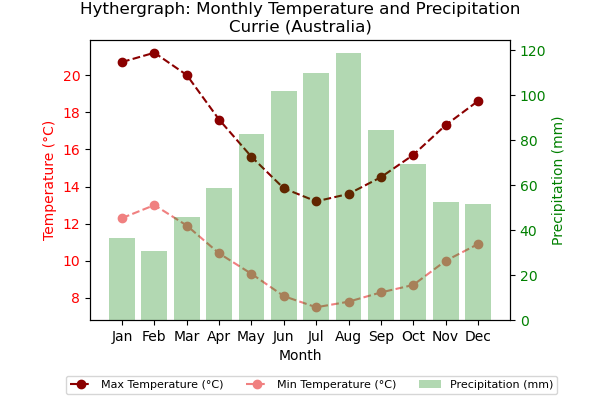 Hythergraph: Monthly Temperature and Precipitation
Currie (Australia)
Temperature (°C)
20
18
16
14
12
10
8
120
100
80
60
40
20
0
Precipitation (mm)
Jan Feb Mar Apr May Jun Jul Aug Sep Oct Nov Dec
Month
Max Temperature (°C) Min Temperature (°C) Precipitation (mm)